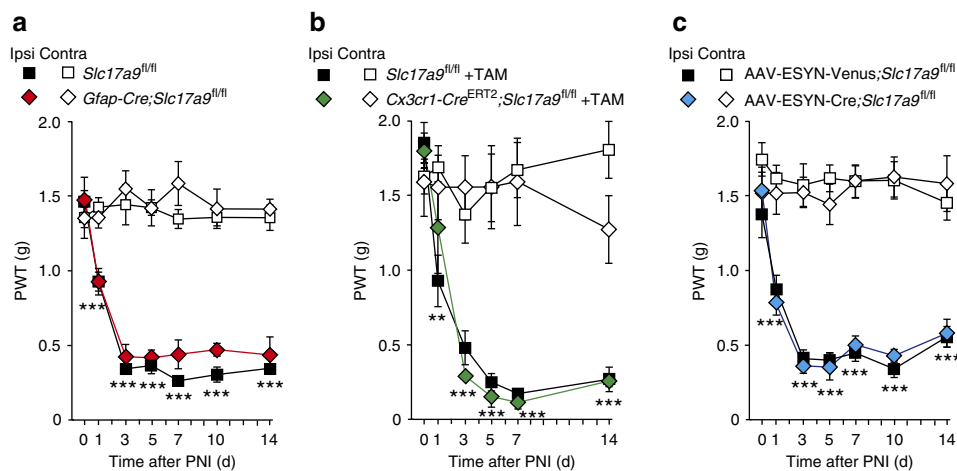 a
Ipsi Contra
Slc17a9fl/fl
Gfap-Cre;Slc17a9fl/fl
2.0
1.5
1.0
0.5
0
PWT (g)
***
***
***
***
***
***
0 1 3 5 7 10 14
Time after PNI (d)
b
Ipsi Contra
Slc17a9fl/fl +TAM
Cx3cr1-CreERT2;Slc17a9fl/fl +TAM
2.0
1.5
1.0
0.5
0
PWT (g)
**
***
***
***
***
0 1 3 5 7 14
Time after PNI (d)
c
Ipsi Contra
AAV-ESYN-Venus;Slc17a9fl/fl
AAV-ESYN-Cre;Slc17a9fl/fl
2.0
1.5
1.0
0.5
0
PWT (g)
***
***
***
***
***
***
0 1 3 5 7 10 14
Time after PNI (d)